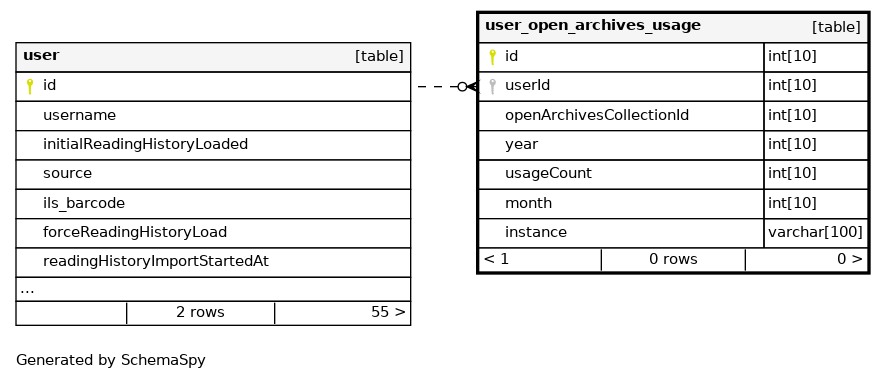 user [table]
id
username
initialReadingHistoryLoaded
source
ils_barcode
forceReadingHistoryLoad
readingHistoryImportStartedAt
...
2 rows 55 >
user_open_archives_usage [table]
id int[10]
userId int[10]
openArchivesCollectionId int[10]
year int[10]
usageCount int[10]
month int[10]
instance varchar[100]
< 1 0 rows 0 >
Generated by SchemaSpy